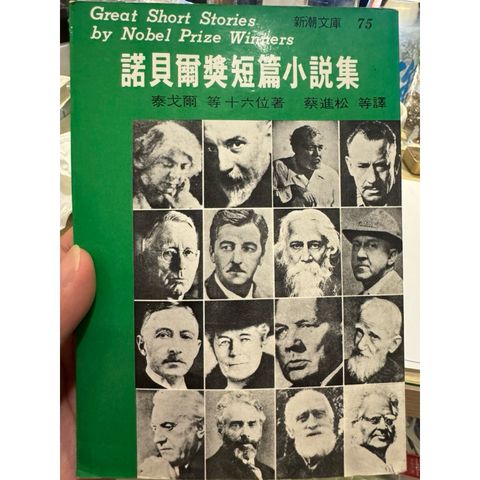 Great Short Stories
by Nobel Prize Winners
新潮文庫 75
諾貝爾獎短篇小說集
泰戈爾 等十六位著 蔡進松 等譯